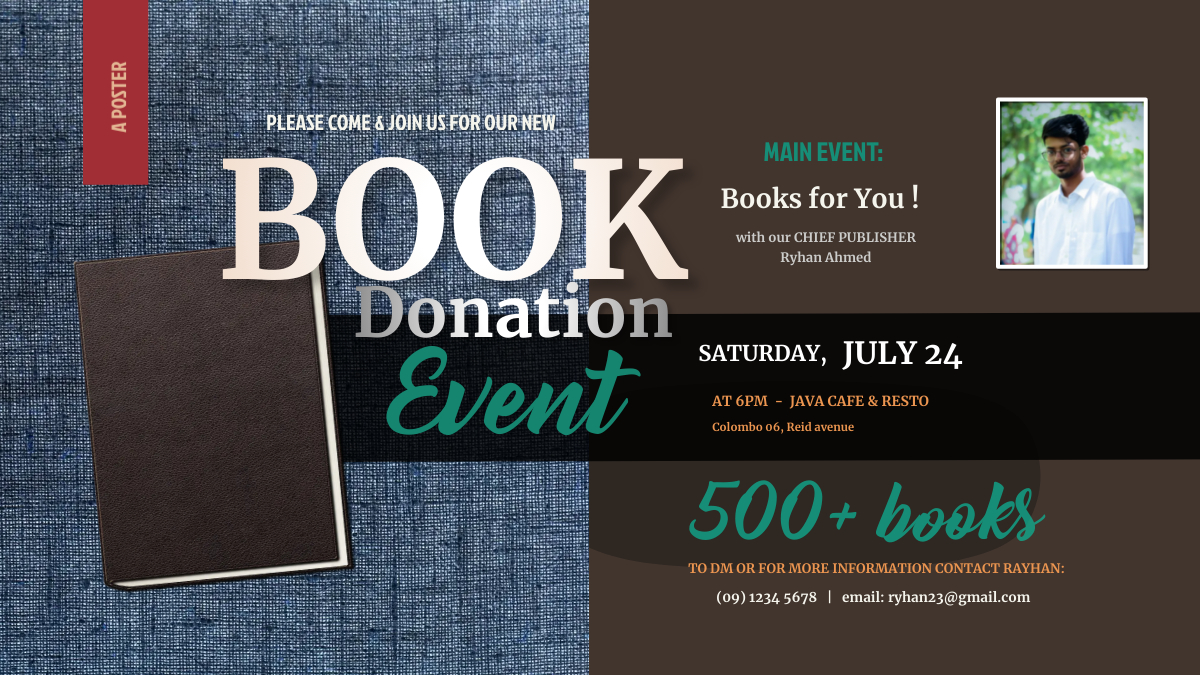 A POSTER
PLEASE COME & JOIN US FOR OUR NEW
BOOK
Donation
Event
MAIN EVENT:
Books for You !
with our CHIEF PUBLISHER
Ryhan Ahmed
SATURDAY, JULY 24
AT 6PM - JAVA CAFE & RESTO
Colombo 06, Reid avenue
500+ books
TO DM OR FOR MORE INFORMATION CONTACT RAYHAN:
(09) 1234 5678 | email: ryhan23@gmail.com